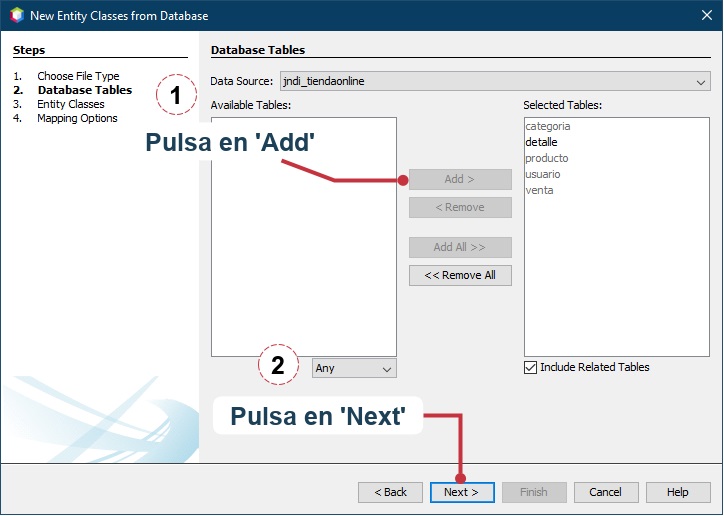 New Entity Classes from Database
Steps
1. Choose File Type
2. Database Tables
3. Entity Classes
4. Mapping Options
Database Tables
Data Source: jndi_tiendaonline
1
Available Tables:
Selected Tables:
Pulsa en 'Add'
categoria
detalle
producto
usuario
venta
Add >
< Remove
Add All >>
<< Remove All
2
Any
Include Related Tables
Pulsa en 'Next'
< Back
Next >
Finish
Cancel
Help